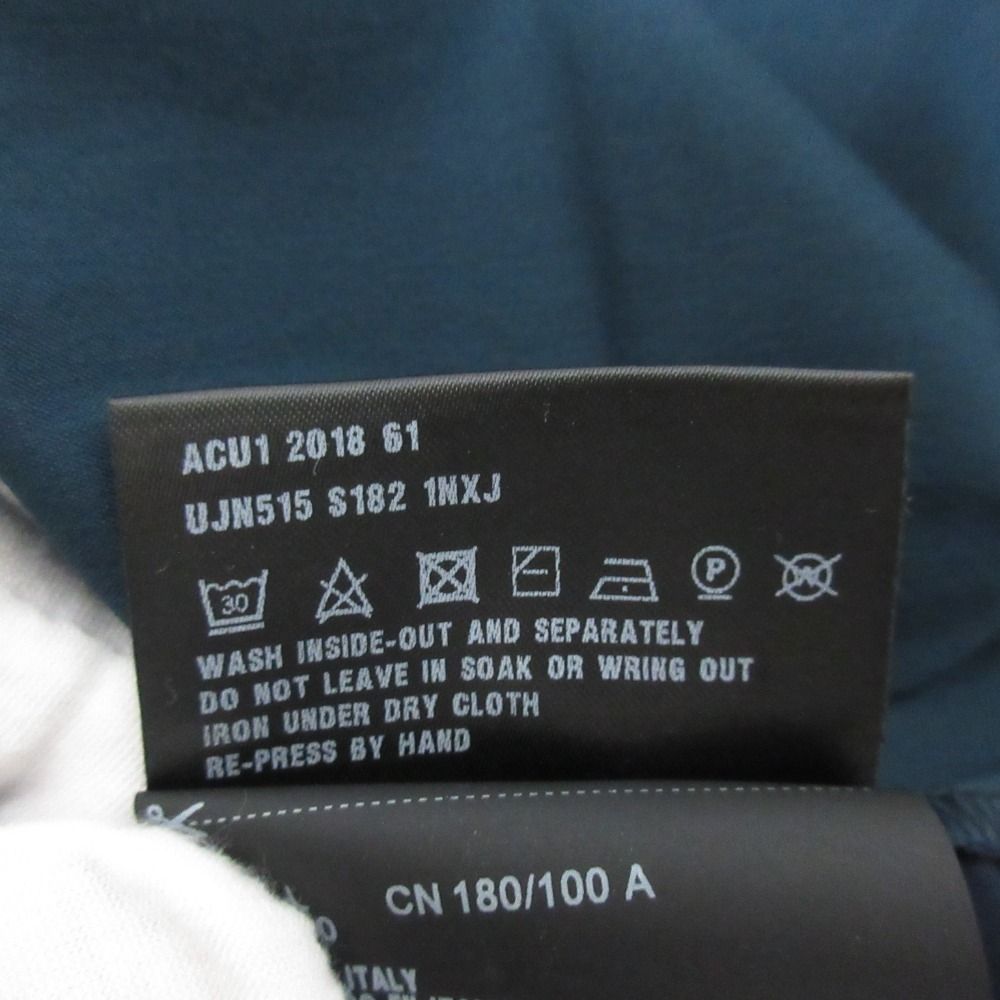 ACU1 2018 61
UJN515 S182 1NXJ
30 P W
WASH INSIDE-OUT AND SEPARATELY
DO NOT LEAVE IN SOAK OR WRING OUT
IRON UNDER DRY CLOTH
RE-PRESS BY HAND
CN 180/100 A
ITALY